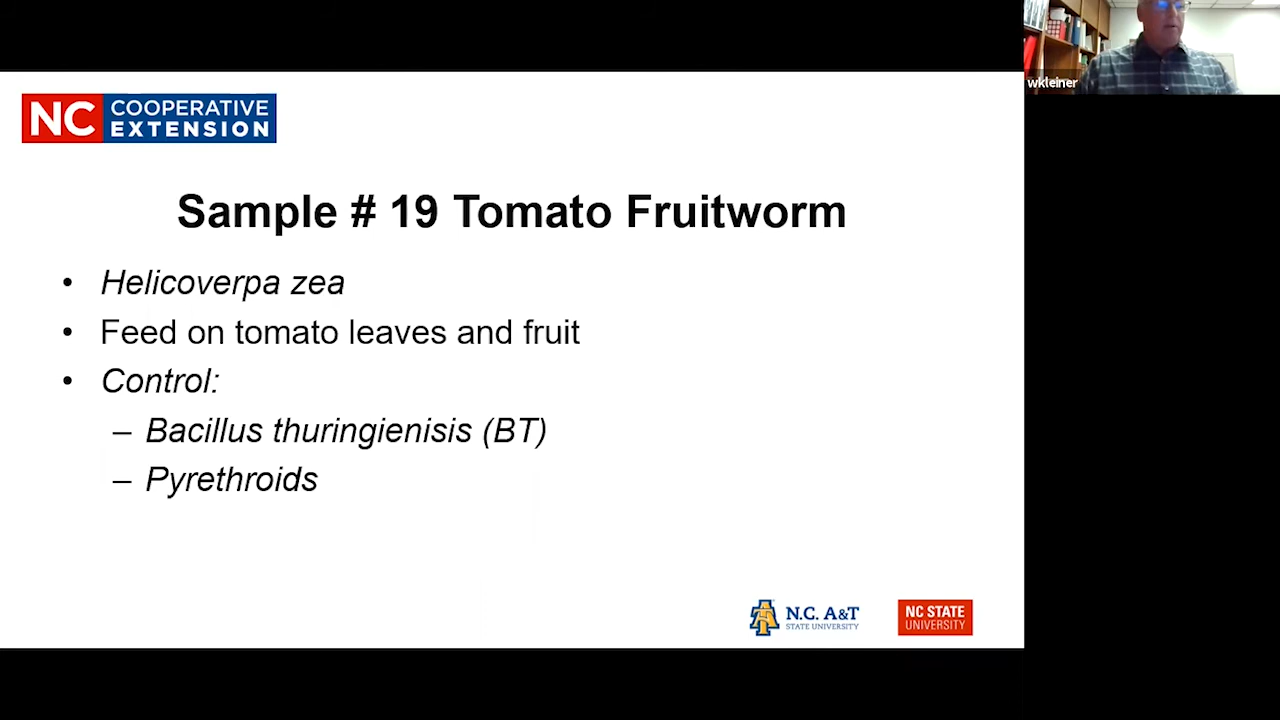 wkleiner
NC COOPERATIVE
EXTENSION
Sample # 19 Tomato Fruitworm
• Helicoverpa zea
• Feed on tomato leaves and fruit
• Control:
– Bacillus thuringienisis (BT)
– Pyrethroids
N.C. A&T
STATE UNIVERSITY
NC STATE
UNIVERSITY